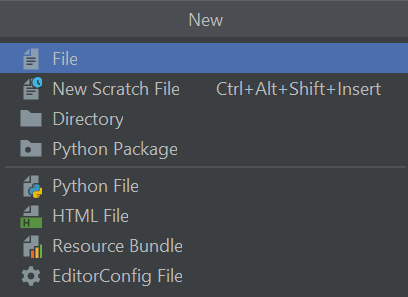 New
File
New Scratch File Ctrl+Alt+Shift+Insert
Directory
Python Package
Python File
H
HTML File
Resource Bundle
EditorConfig File